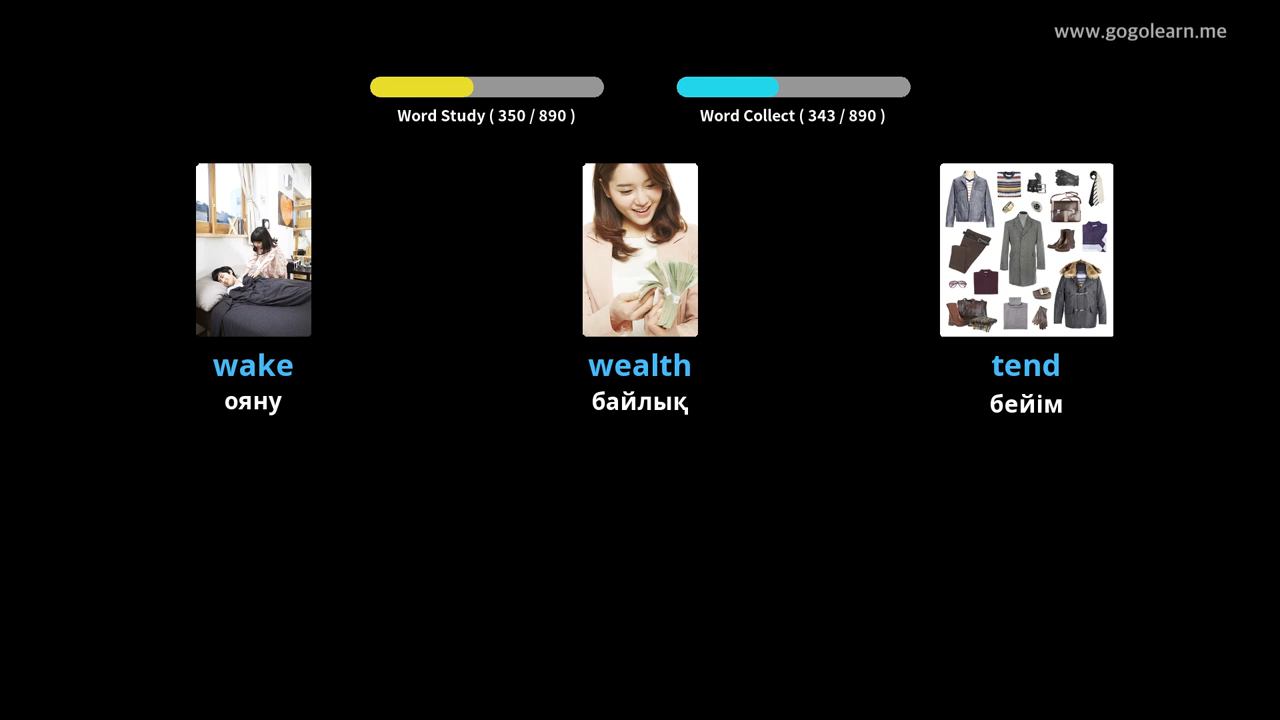 www.gogolearn.me
Word Study ( 350 / 890 )
Word Collect ( 343 / 890 )
wake
ояну
wealth
байлық
tend
бейім